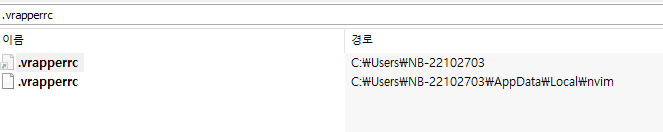 .vrapperrc
이름 경로
.vrapperrc C:₩Users₩NB-22102703
.vrapperrc C:₩Users₩NB-22102703₩AppData₩Local₩nvim